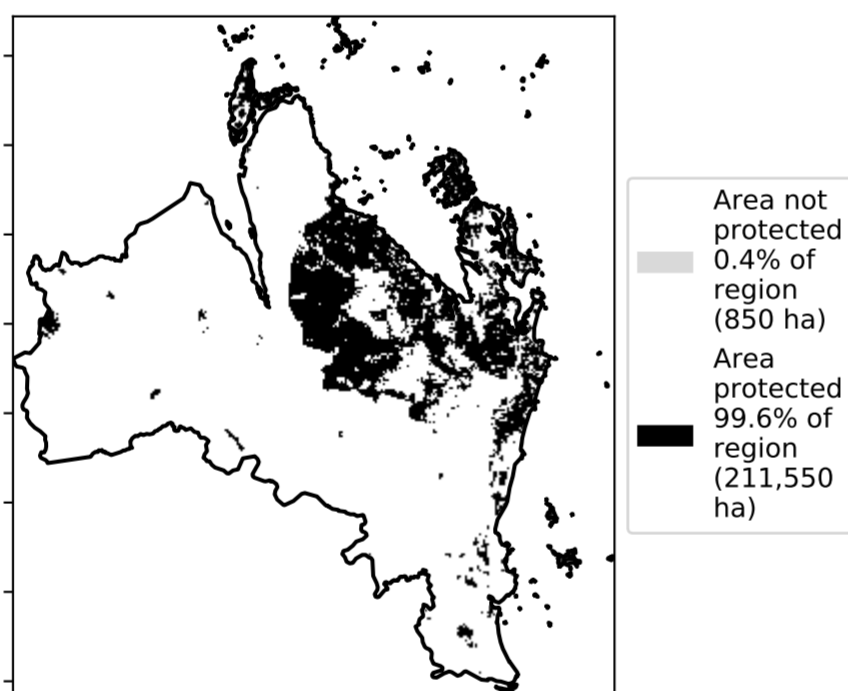 Area not
protected
0.4% of
region
(850 ha)
Area
protected
99.6% of
region
(211,550
ha)